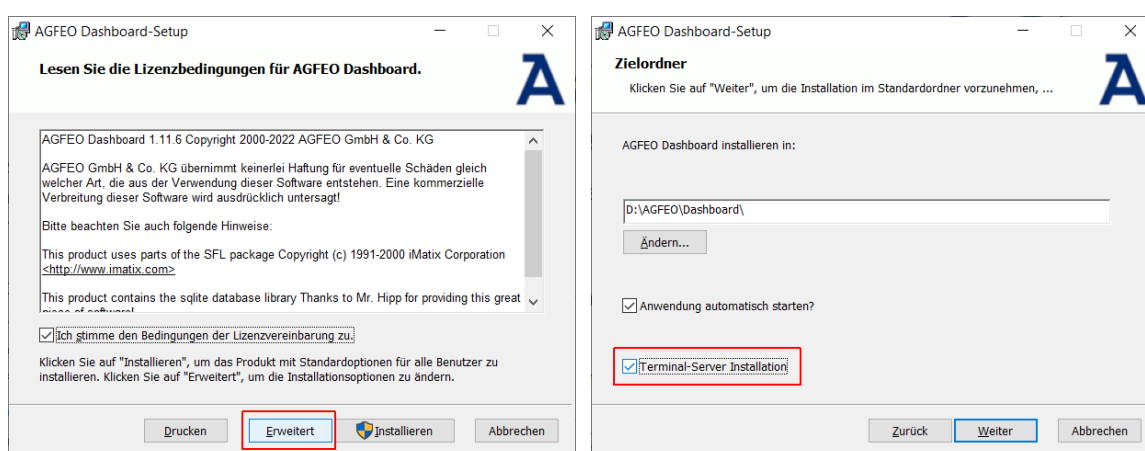 AGFEO Dashboard-Setup
Lesen Sie die Lizenzbedingungen für AGFEO Dashboard.
A
AGFEO Dashboard 1.11.6 Copyright 2000-2022 AGFEO GmbH & Co. KG
AGFEO GmbH & Co. KG übernimmt keinerlei Haftung für eventuelle Schäden gleich
welcher Art, die aus der Verwendung dieser Software entstehen. Eine kommerzielle
Verbreitung dieser Software wird ausdrücklich untersagt!
Bitte beachten Sie auch folgende Hinweise:
This product uses parts of the SFL package Copyright (c) 1991-2000 iMatix Corporation
<http://www.imatix.com>
This product contains the sqlite database library Thanks to Mr. Hipp for providing this great
piece of software!
Ich stimme den Bedingungen der Lizenzvereinbarung zu.
Klicken Sie auf "Installieren", um das Produkt mit Standardoptionen für alle Benutzer zu
installieren. Klicken Sie auf "Erweitert", um die Installationsoptionen zu ändern.
Drucken Erweitert Installieren Abbrechen
AGFEO Dashboard-Setup
Zielordner
Klicken Sie auf "Weiter", um die Installation im Standardordner vorzunehmen, ...
A
AGFEO Dashboard installieren in:
D:\AGFEO\Dashboard\
Ändern...
Anwendung automatisch starten?
Terminal-Server Installation
Zurück Weiter Abbrechen